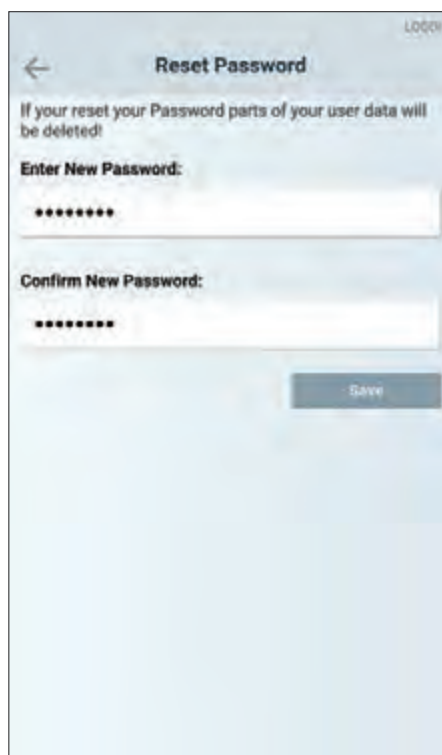 Reset Password
If your reset your Password parts of your user data will
be deleted!
Enter New Password:
••••••••
Confirm New Password:
••••••••
Save